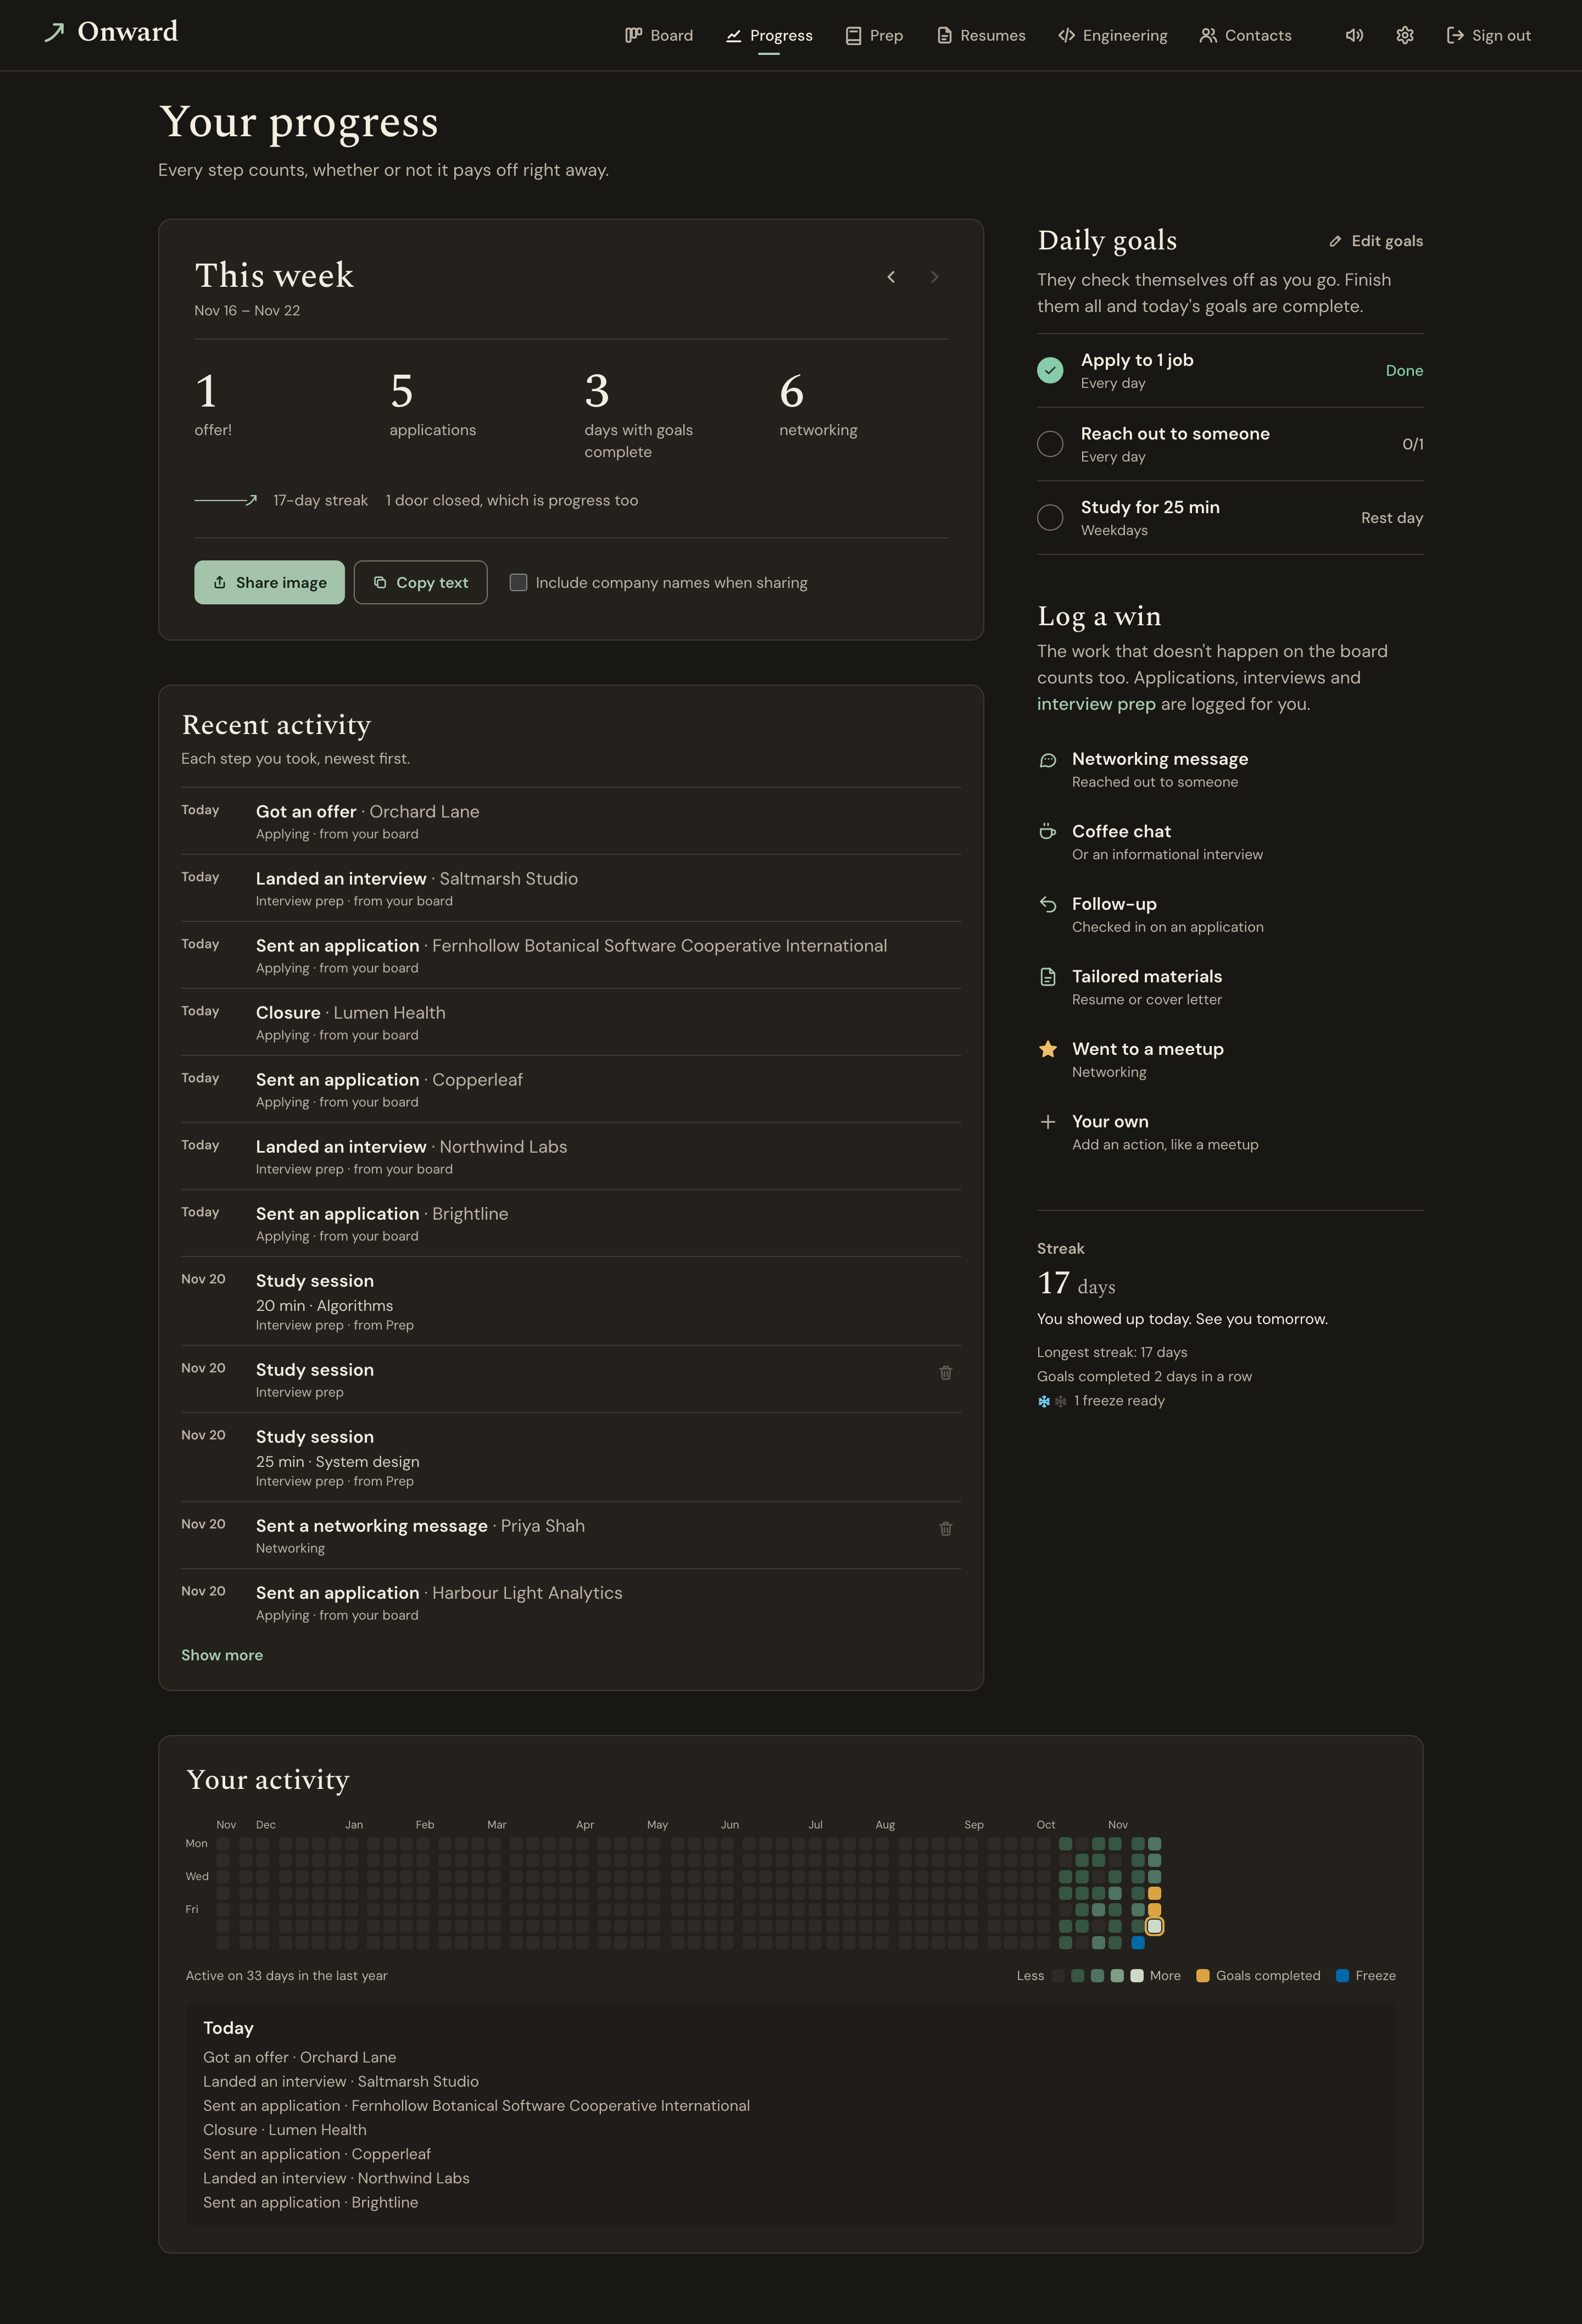 Onward
Board
Progress
Prep
Resumes
Engineering
Contacts
Sign out
Your progress
Every step counts, whether or not it pays off right away.
This week
Nov 16 – Nov 22
1
offer!
5
applications
3
days with goals
complete
6
networking
17-day streak
1 door closed, which is progress too
Share image
Copy text
Include company names when sharing
Daily goals
Edit goals
They check themselves off as you go. Finish
them all and today's goals are complete.
Apply to 1 job
Every day
Done
Reach out to someone
Every day
0/1
Study for 25 min
Weekdays
Rest day
Log a win
The work that doesn't happen on the board
counts too. Applications, interviews and
interview prep are logged for you.
Networking message
Reached out to someone
Coffee chat
Or an informational interview
Follow-up
Checked in on an application
Tailored materials
Resume or cover letter
Went to a meetup
Networking
Your own
Add an action, like a meetup
Streak
17 days
You showed up today. See you tomorrow.
Longest streak: 17 days
Goals completed 2 days in a row
1 freeze ready
Recent activity
Each step you took, newest first.
Today
Got an offer · Orchard Lane
Applying · from your board
Today
Landed an interview · Saltmarsh Studio
Interview prep · from your board
Today
Sent an application · Fernhollow Botanical Software Cooperative International
Applying · from your board
Today
Closure · Lumen Health
Applying · from your board
Today
Sent an application · Copperleaf
Applying · from your board
Today
Landed an interview · Northwind Labs
Interview prep · from your board
Today
Sent an application · Brightline
Applying · from your board
Nov 20
Study session
20 min · Algorithms
Interview prep · from Prep
Nov 20
Study session
Interview prep
Nov 20
Study session
25 min · System design
Interview prep · from Prep
Nov 20
Sent a networking message · Priya Shah
Networking
Nov 20
Sent an application · Harbour Light Analytics
Applying · from your board
Show more
Your activity
Nov Dec Jan Feb Mar Apr May Jun Jul Aug Sep Oct Nov
Mon
Wed
Fri
Active on 33 days in the last year
Less
More
Goals completed
Freeze
Today
Got an offer · Orchard Lane
Landed an interview · Saltmarsh Studio
Sent an application · Fernhollow Botanical Software Cooperative International
Closure · Lumen Health
Sent an application · Copperleaf
Landed an interview · Northwind Labs
Sent an application · Brightline